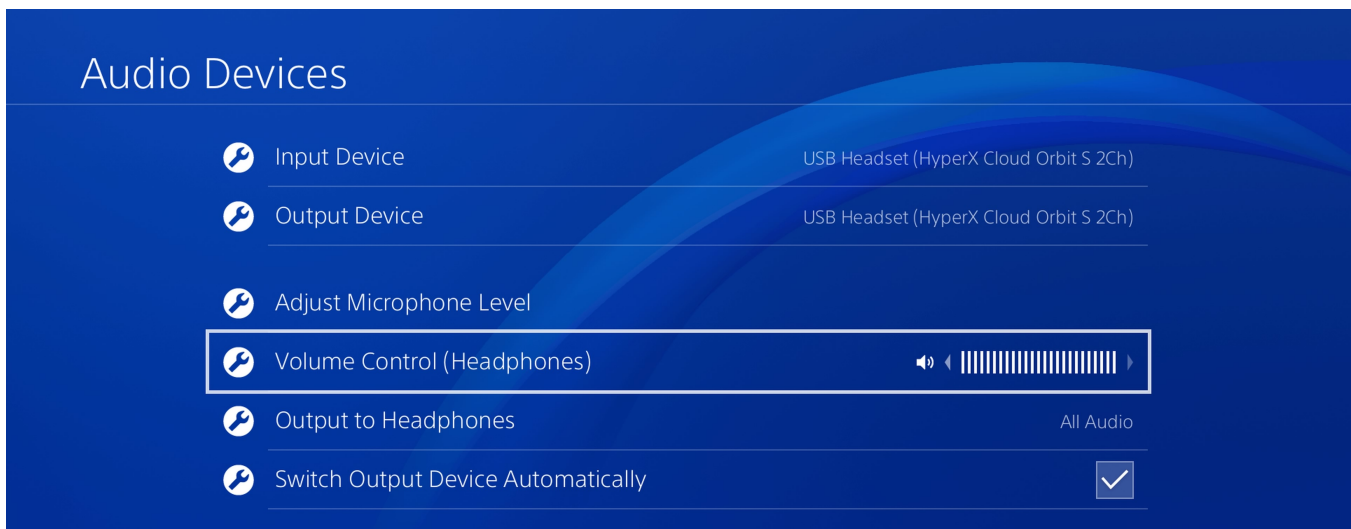 Audio Devices
Input Device USB Headset (HyperX Cloud Orbit S 2Ch)
Output Device USB Headset (HyperX Cloud Orbit S 2Ch)
Adjust Microphone Level
Volume Control (Headphones)
Output to Headphones All Audio
Switch Output Device Automatically